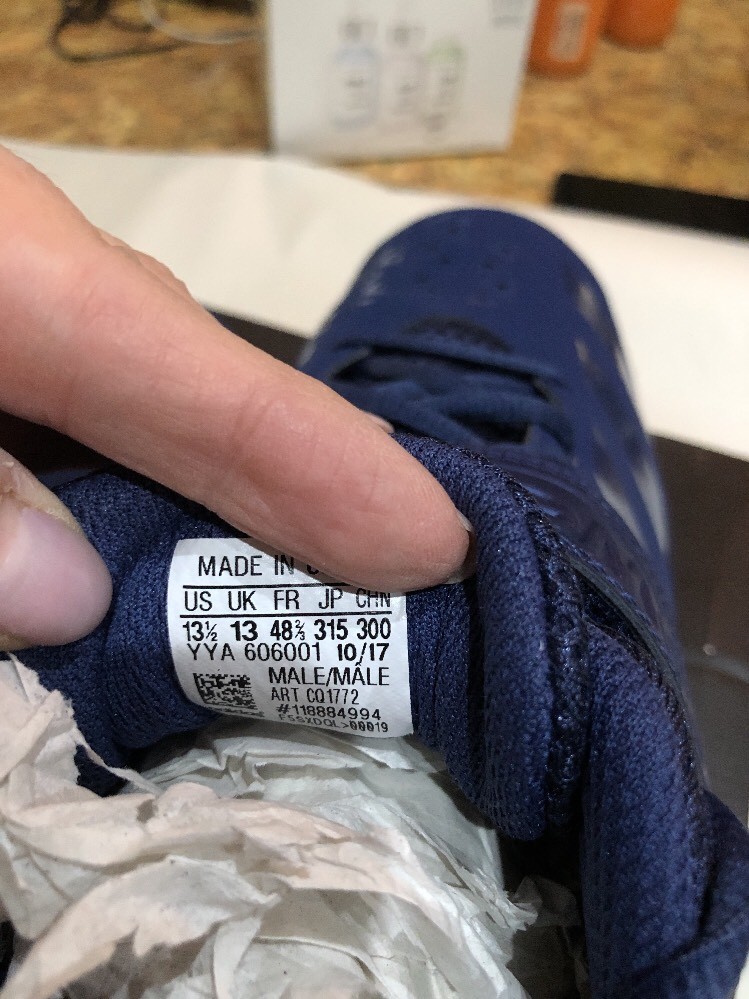 MADE IN
US UK FR JP CHN
13½ 13 48⅔ 315 300
YYA 606001 10/17
MALE/MÂLE
ART CQ1772
#118884994